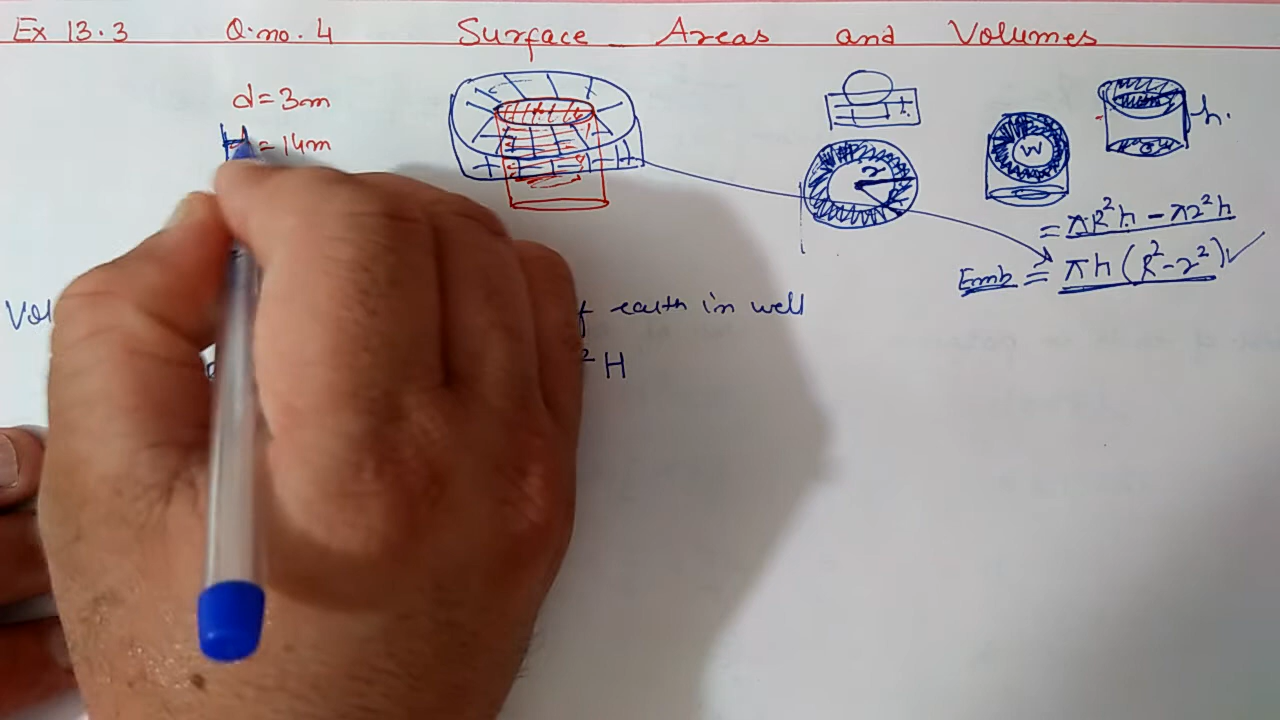 Ex 13.3 Q.no.4 Surface Areas and Volumes
d = 3m
H = 14m
r
W
h.
= πR²h − πr²h
Emb = πh(R²−r²) ✓
earth in well
² H